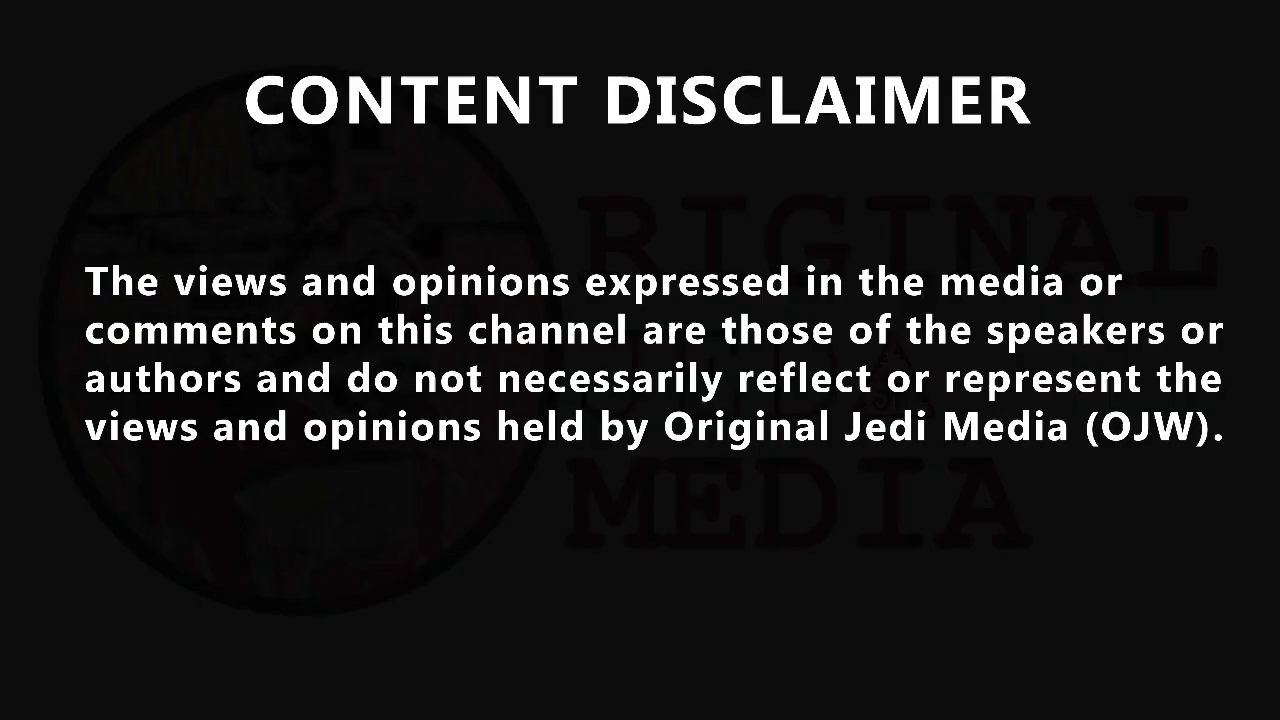 CONTENT DISCLAIMER
RIGINAL
The views and opinions expressed in the media or
comments on this channel are those of the speakers or
authors and do not necessarily reflect or represent the
views and opinions held by Original Jedi Media (OJW).
MEDIA